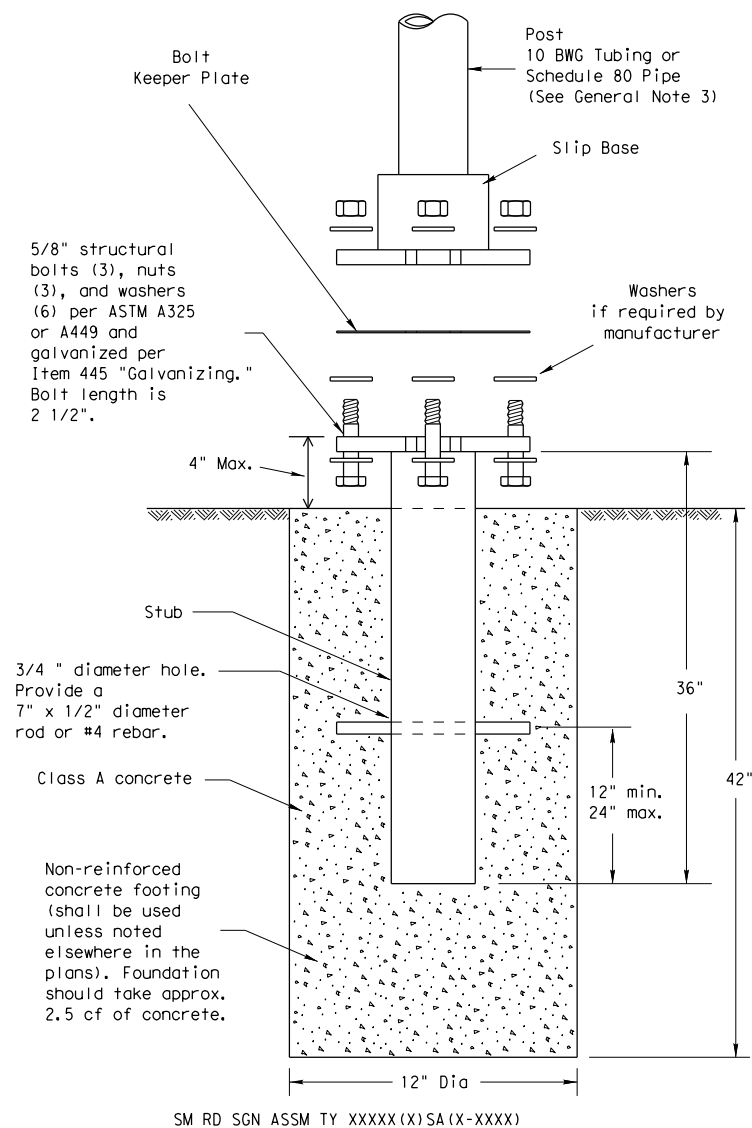 Bolt
Keeper Plate
Post
10 BWG Tubing or
Schedule 80 Pipe
(See General Note 3)
Slip Base
5/8" structural
bolts (3), nuts
(3), and washers
(6) per ASTM A325
or A449 and
galvanized per
Item 445 "Galvanizing."
Bolt length is
2 1/2".
Washers
if required by
manufacturer
4" Max.
Stub
3/4 " diameter hole.
Provide a
7" x 1/2" diameter
rod or #4 rebar.
36"
Class A concrete
12" min.
24" max.
42"
Non-reinforced
concrete footing
(shall be used
unless noted
elsewhere in the
plans). Foundation
should take approx.
2.5 cf of concrete.
12" Dia
SM RD SGN ASSM TY XXXXX(X)SA(X-XXXX)